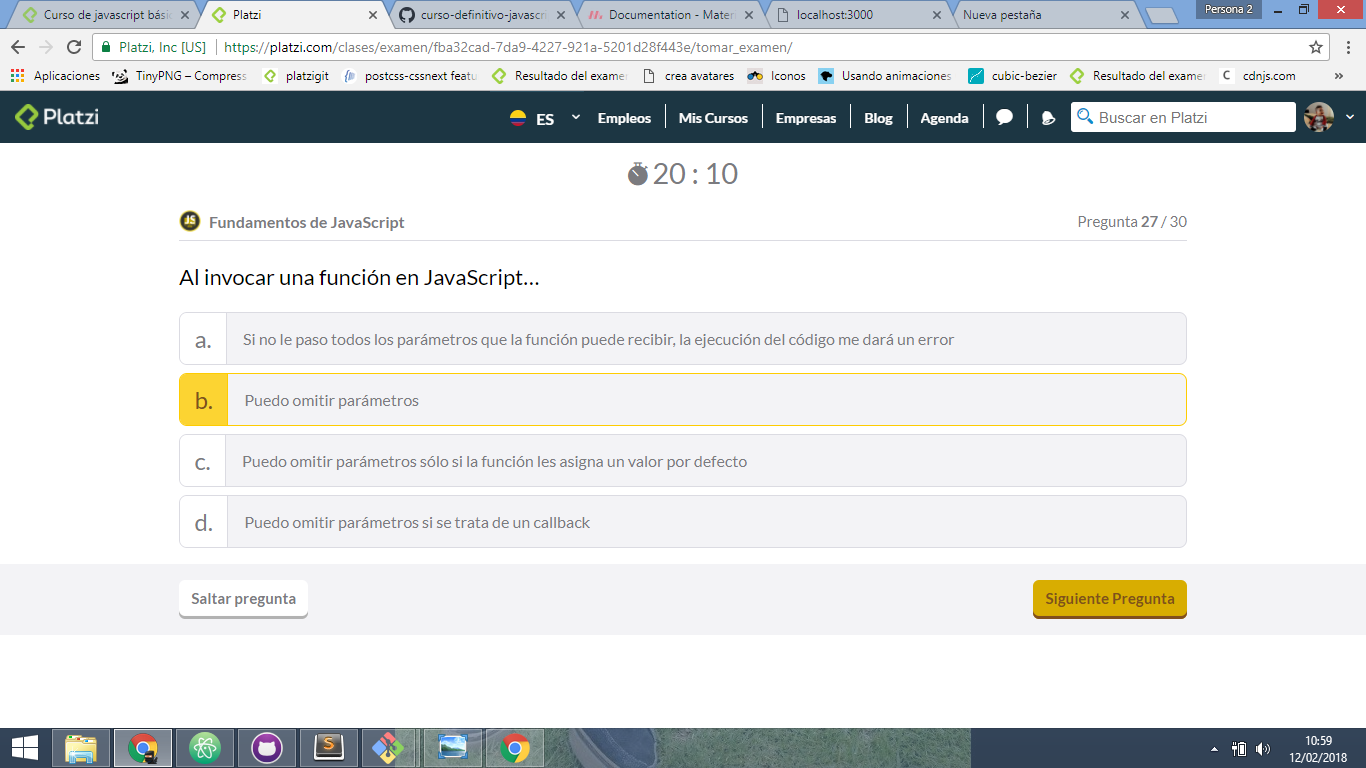 Curso de javascript bási
Platzi
curso-definitivo-javascri
Documentation - Mater
localhost:3000
Nueva pestaña
Persona 2
Platzi, Inc [US]
https://platzi.com/clases/examen/fba32cad-7da9-4227-921a-5201d28f443e/tomar_examen/
Aplicaciones
TinyPNG – Compress
platzigit
postcss-cssnext featu
Resultado del exame
crea avatares
Iconos
Usando animaciones
cubic-bezier
Resultado del exame
C
cdnjs.com
»
Platzi
ES
Empleos
Mis Cursos
Empresas
Blog
Agenda
Buscar en Platzi
20 : 10
JS
Fundamentos de JavaScript
Pregunta 27 / 30
Al invocar una función en JavaScript...
a. Si no le paso todos los parámetros que la función puede recibir, la ejecución del código me dará un error
b. Puedo omitir parámetros
c. Puedo omitir parámetros sólo si la función les asigna un valor por defecto
d. Puedo omitir parámetros si se trata de un callback
Saltar pregunta
Siguiente Pregunta
S
10:59
12/02/2018